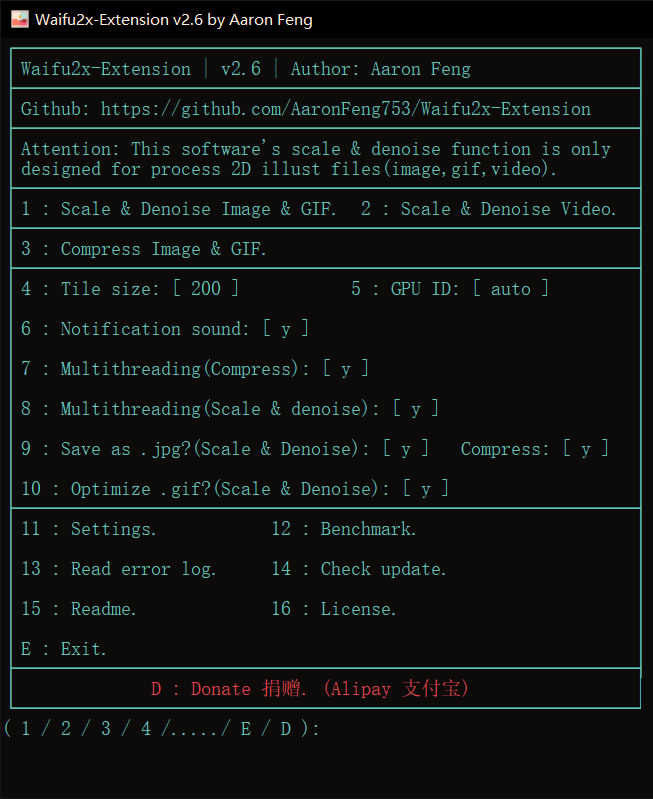 Waifu2x-Extension v2.6 by Aaron Feng
Waifu2x-Extension | v2.6 | Author: Aaron Feng
Github: https://github.com/AaronFeng753/Waifu2x-Extension
Attention: This software's scale & denoise function is only
designed for process 2D illust files(image,gif,video).
1 : Scale & Denoise Image & GIF.  2 : Scale & Denoise Video.
3 : Compress Image & GIF.
4 : Tile size: [ 200 ]           5 : GPU ID: [ auto ]
6 : Notification sound: [ y ]
7 : Multithreading(Compress): [ y ]
8 : Multithreading(Scale & denoise): [ y ]
9 : Save as .jpg?(Scale & Denoise): [ y ]   Compress: [ y ]
10 : Optimize .gif?(Scale & Denoise): [ y ]
11 : Settings.           12 : Benchmark.
13 : Read error log.     14 : Check update.
15 : Readme.             16 : License.
E : Exit.
D : Donate 捐赠. (Alipay 支付宝)
( 1 / 2 / 3 / 4 /...../ E / D ):